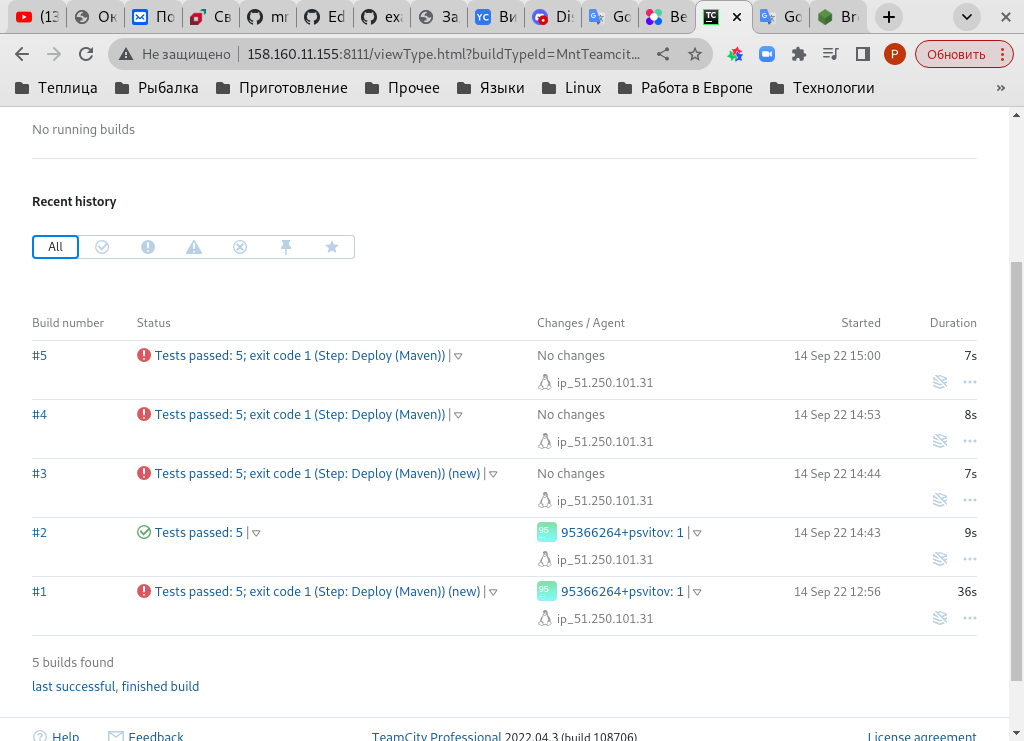 (13
Ок
По
Св
mr
Ed
exa
За
Ви
Dis
Go
Ве
Go
Bro
Не защищено
158.160.11.155:8111/viewType.html?buildTypeId=MntTeamcit...
P
Обновить
Теплица
Рыбалка
Приготовление
Прочее
Языки
Linux
Работа в Европе
Технологии
»
No running builds
Recent history
All
Build number Status Changes / Agent Started Duration
#5 Tests passed: 5; exit code 1 (Step: Deploy (Maven)) | No changes 14 Sep 22 15:00 7s
ip_51.250.101.31
#4 Tests passed: 5; exit code 1 (Step: Deploy (Maven)) | No changes 14 Sep 22 14:53 8s
ip_51.250.101.31
#3 Tests passed: 5; exit code 1 (Step: Deploy (Maven)) (new) | No changes 14 Sep 22 14:44 7s
ip_51.250.101.31
#2 Tests passed: 5 | 95 95366264+psvitov: 1 | 14 Sep 22 14:43 9s
ip_51.250.101.31
#1 Tests passed: 5; exit code 1 (Step: Deploy (Maven)) (new) | 95 95366264+psvitov: 1 | 14 Sep 22 12:56 36s
ip_51.250.101.31
5 builds found
last successful, finished build
Help Feedback TeamCity Professional 2022.04.3 (build 108706) License agreement